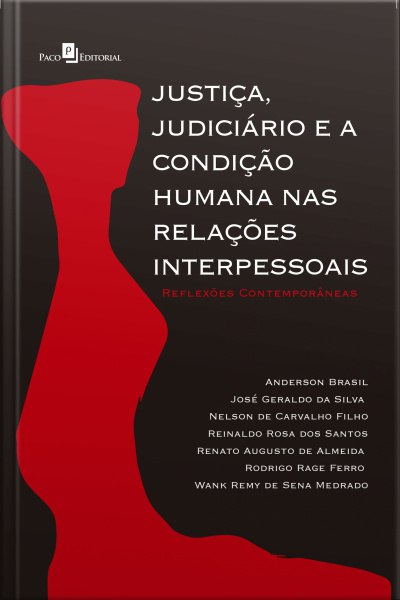 Paco Editorial
JUSTIÇA,
JUDICIÁRIO E A
CONDIÇÃO
HUMANA NAS
RELAÇÕES
INTERPESSOAIS
Reflexões Contemporâneas
Anderson Brasil
José Geraldo da Silva
Nelson de Carvalho Filho
Reinaldo Rosa dos Santos
Renato Augusto de Almeida
Rodrigo Rage Ferro
Wank Remy de Sena Medrado